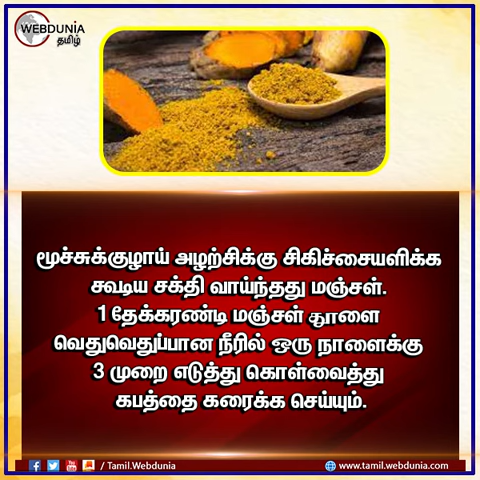 WEBDUNIA
தமிழ்
மூச்சுக்குழாய் அழற்சிக்கு சிகிச்சையளிக்க
கூடிய சக்தி வாய்ந்தது மஞ்சள்.
1 தேக்கரண்டி மஞ்சள் தூளை
வெதுவெதுப்பான நீரில் ஒரு நாளைக்கு
3 முறை எடுத்து கொள்வைத்து
கபத்தை கரைக்க செய்யும்.
/ Tamil.Webdunia
www.tamil.webdunia.com